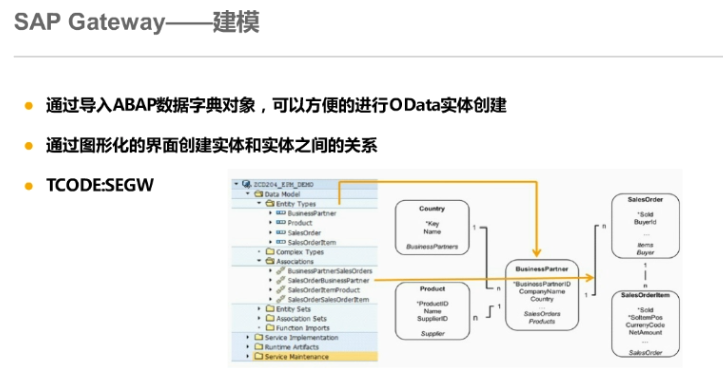 SAP Gateway——建模
通过导入ABAP数据字典对象，可以方便的进行OData实体创建
通过图形化的界面创建实体和实体之间的关系
TCODE:SEGW
ZCD204_EPM_DEMO
Data Model
Entity Types
BusinessPartner
Product
SalesOrder
SalesOrderItem
Complex Types
Associations
BusinessPartnerSalesOrders
SalesOrderBusinessPartner
SalesOrderItemProduct
SalesOrderSalesOrderItem
Entity Sets
Association Sets
Function Imports
Service Implementation
Runtime Artifacts
Service Maintenance
Country
*Key
Name
BusinessPartners
1
n
Product
*ProductID
Name
SupplierID
Supplier
n
1
BusinessPartner
*BusinessPartnerID
CompanyName
Country
SalesOrders
Products
n
1
SalesOrder
*SoId
BuyerId
...
Items
Buyer
1
n
SalesOrderItem
*SoId
*SoItemPos
CurrenyCode
NetAmount
...
SalesOrder